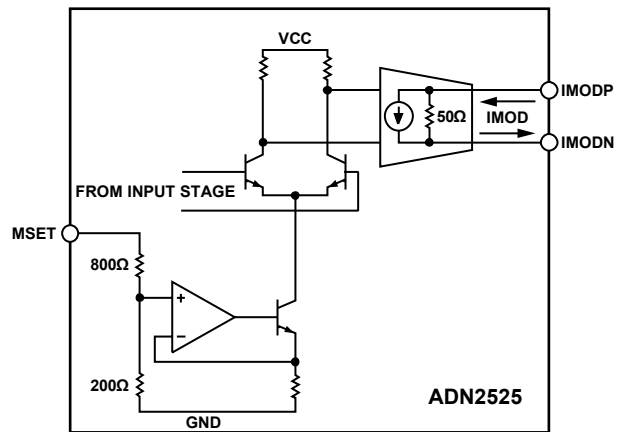 VCC
IMODP
50Ω
IMOD
IMODN
FROM INPUT STAGE
MSET
800Ω
+
–
200Ω
ADN2525
GND